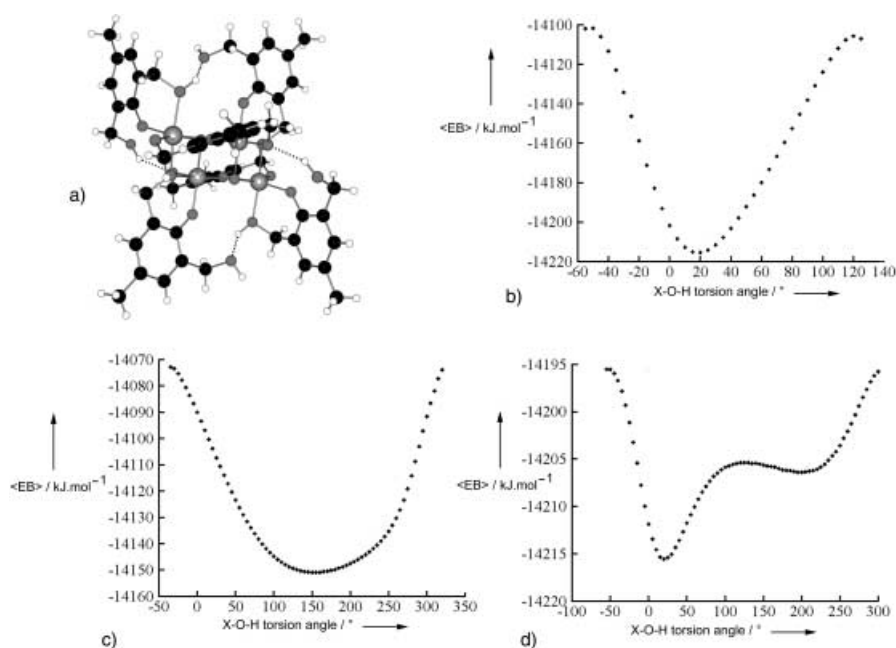 a)
-14100
-14120
-14140
-14160
-14180
-14200
-14220
<EB> / kJ.mol⁻¹
-60 -40 -20 0 20 40 60 80 100 120 140
b) X-O-H torsion angle / °
-14070
-14080
-14090
-14100
-14110
-14120
-14130
-14140
-14150
-14160
<EB> / kJ.mol⁻¹
-50 0 50 100 150 200 250 300 350
c) X-O-H torsion angle / °
-14195
-14200
-14205
-14210
-14215
-14220
<EB> / kJ.mol⁻¹
-100 -50 0 50 100 150 200 250 300
d) X-O-H torsion angle / °